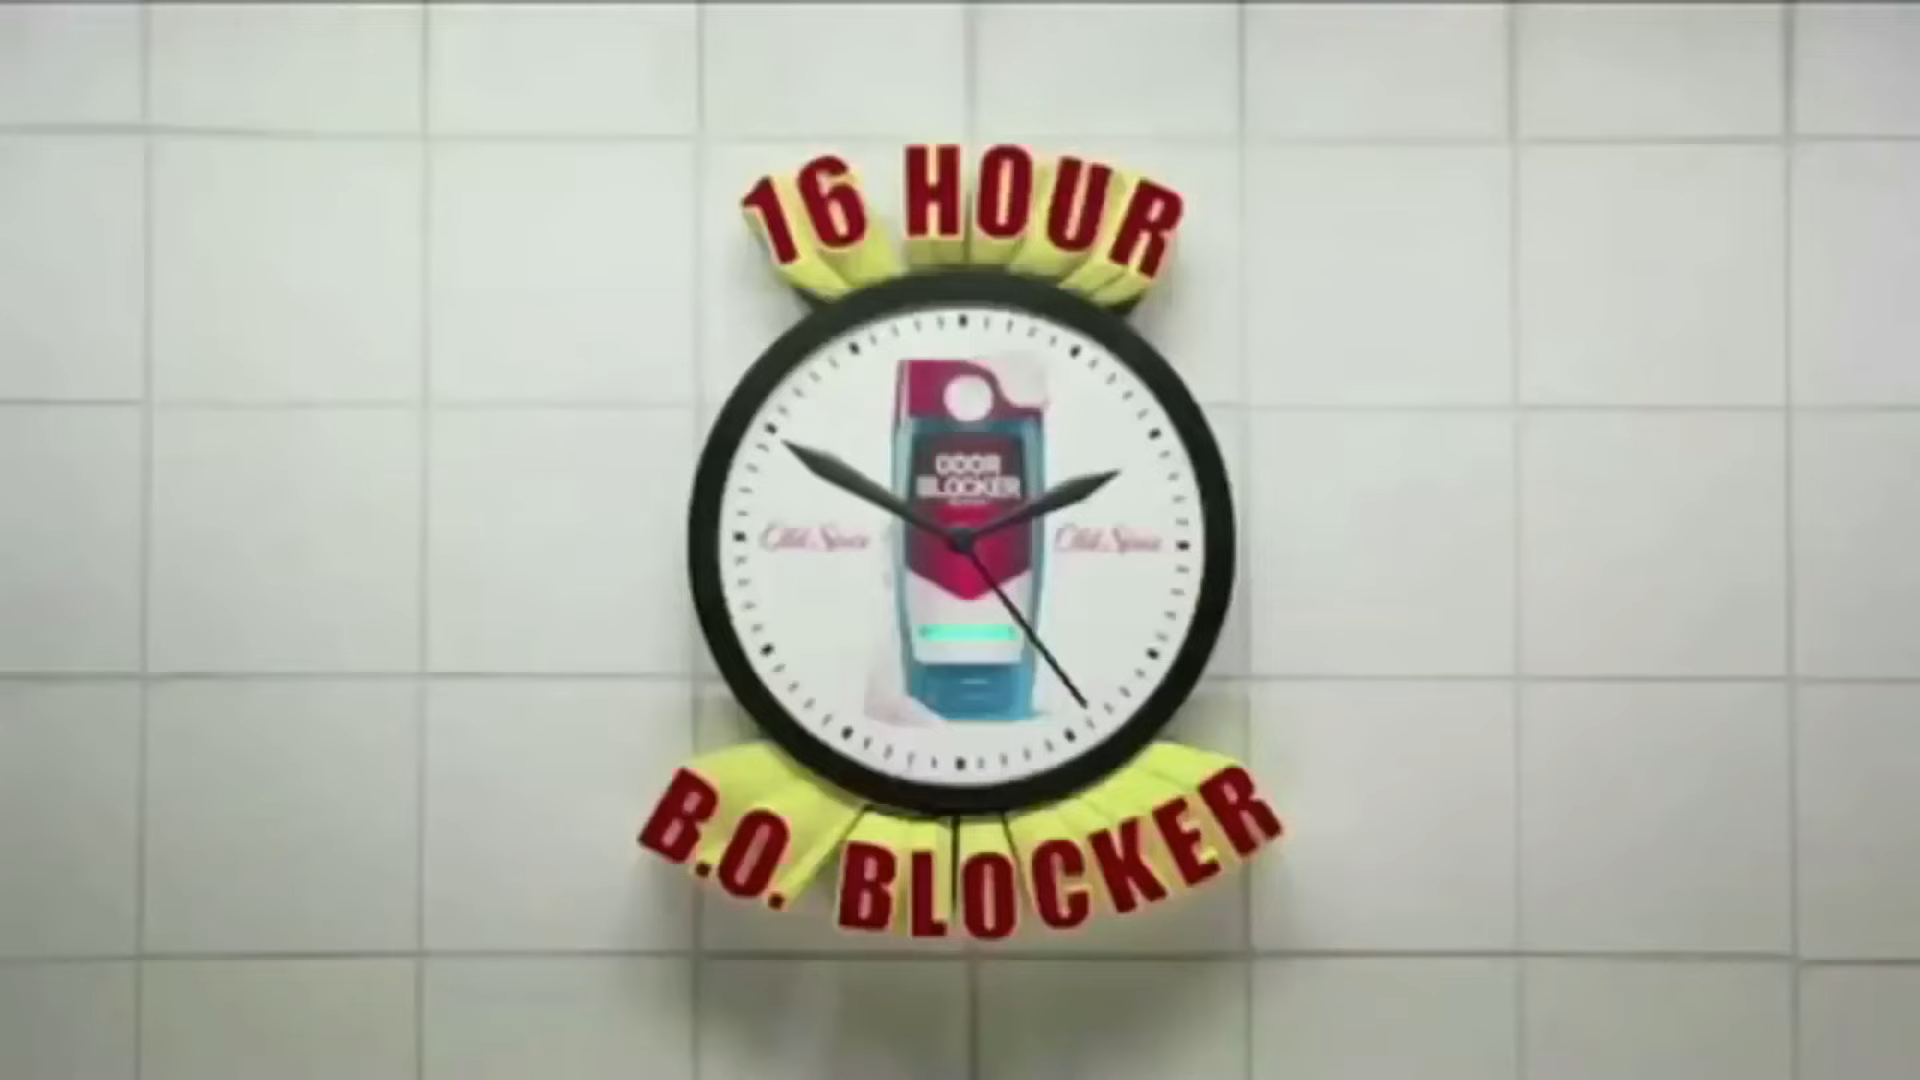 16 HOUR
ODOR
BLOCKER
Old Spice
Old Spice
B.O. BLOCKER